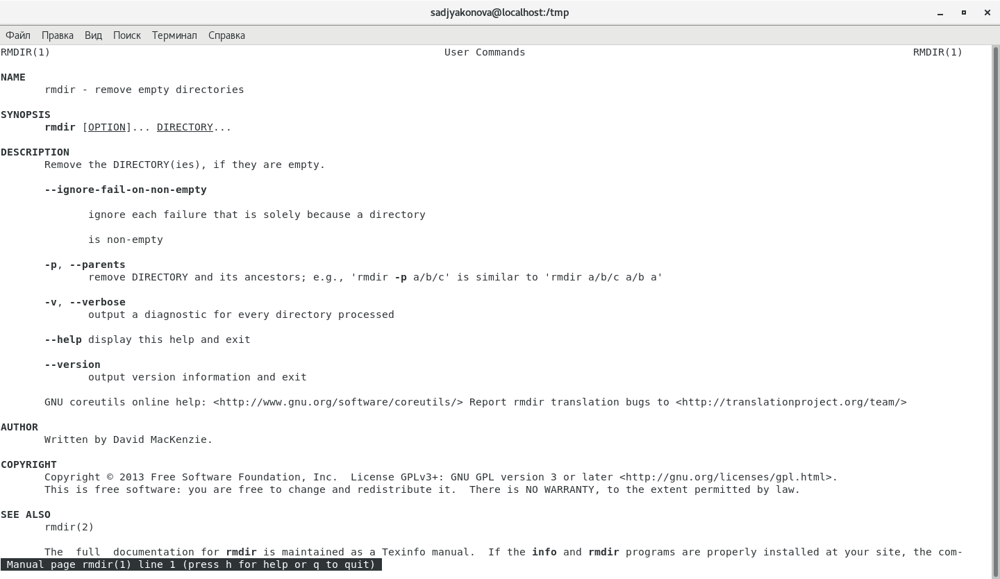 sadjyakonova@localhost:/tmp
Файл Правка Вид Поиск Терминал Справка
RMDIR(1) User Commands RMDIR(1)
NAME
rmdir - remove empty directories
SYNOPSIS
rmdir [OPTION]... DIRECTORY...
DESCRIPTION
Remove the DIRECTORY(ies), if they are empty.
--ignore-fail-on-non-empty
ignore each failure that is solely because a directory
is non-empty
-p, --parents
remove DIRECTORY and its ancestors; e.g., 'rmdir -p a/b/c' is similar to 'rmdir a/b/c a/b a'
-v, --verbose
output a diagnostic for every directory processed
--help display this help and exit
--version
output version information and exit
GNU coreutils online help: <http://www.gnu.org/software/coreutils/> Report rmdir translation bugs to <http://translationproject.org/team/>
AUTHOR
Written by David MacKenzie.
COPYRIGHT
Copyright © 2013 Free Software Foundation, Inc.  License GPLv3+: GNU GPL version 3 or later <http://gnu.org/licenses/gpl.html>.
This is free software: you are free to change and redistribute it.  There is NO WARRANTY, to the extent permitted by law.
SEE ALSO
rmdir(2)
The  full  documentation for rmdir is maintained as a Texinfo manual.  If the info and rmdir programs are properly installed at your site, the com-
Manual page rmdir(1) line 1 (press h for help or q to quit)